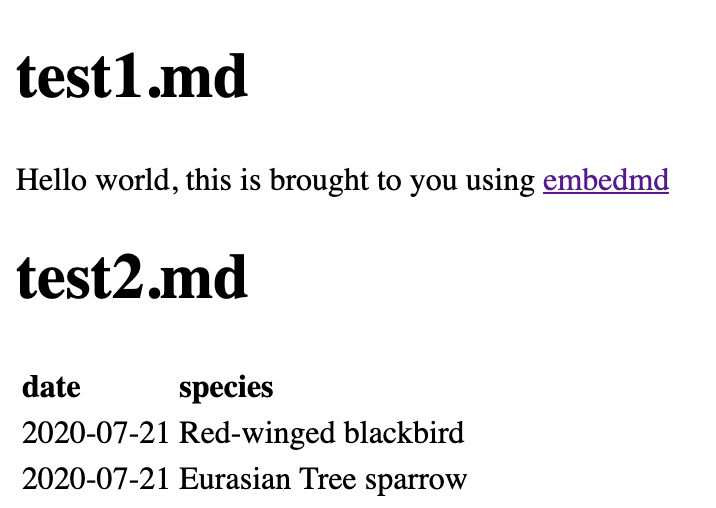 test1.md
Hello world, this is brought to you using embedmd
test2.md
date species
2020-07-21 Red-winged blackbird
2020-07-21 Eurasian Tree sparrow